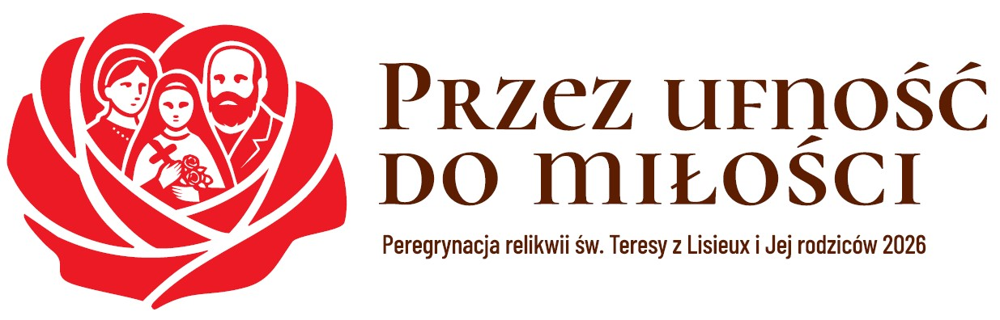 Przez ufność
do miłości
Peregrynacja relikwii św. Teresy z Lisieux i Jej rodziców 2026